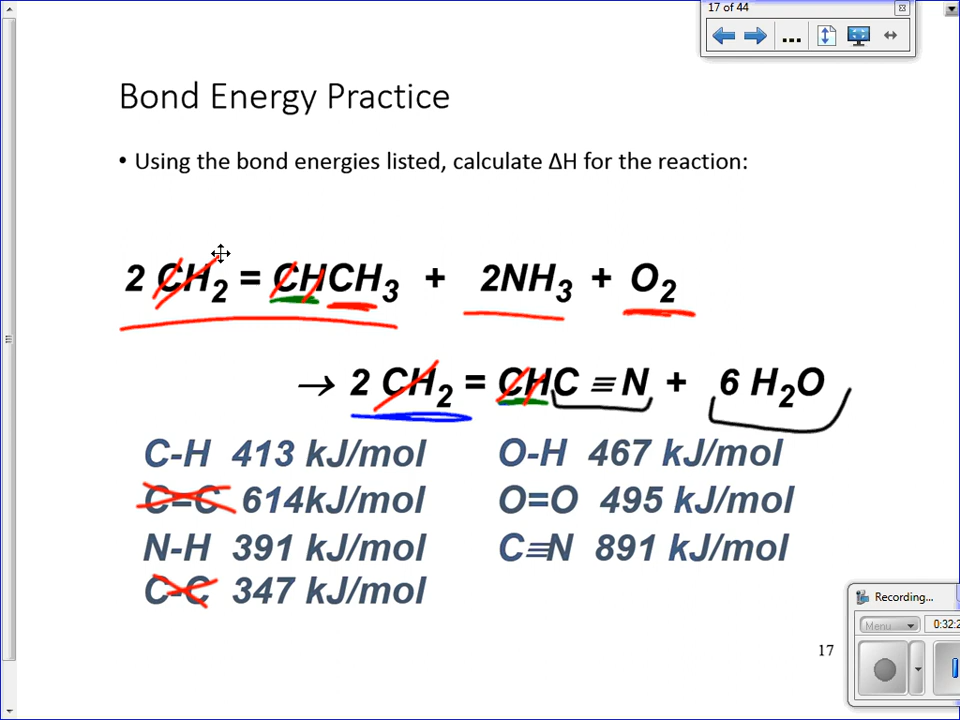 17 of 44
Bond Energy Practice
• Using the bond energies listed, calculate ΔH for the reaction:
2 CH₂ = CHCH₃ + 2NH₃ + O₂
→ 2 CH₂ = CHC ≡ N + 6 H₂O
C-H 413 kJ/mol O-H 467 kJ/mol
C=C 614kJ/mol O=O 495 kJ/mol
N-H 391 kJ/mol C≡N 891 kJ/mol
C-C 347 kJ/mol
Recording...
Menu 0:32:2
17